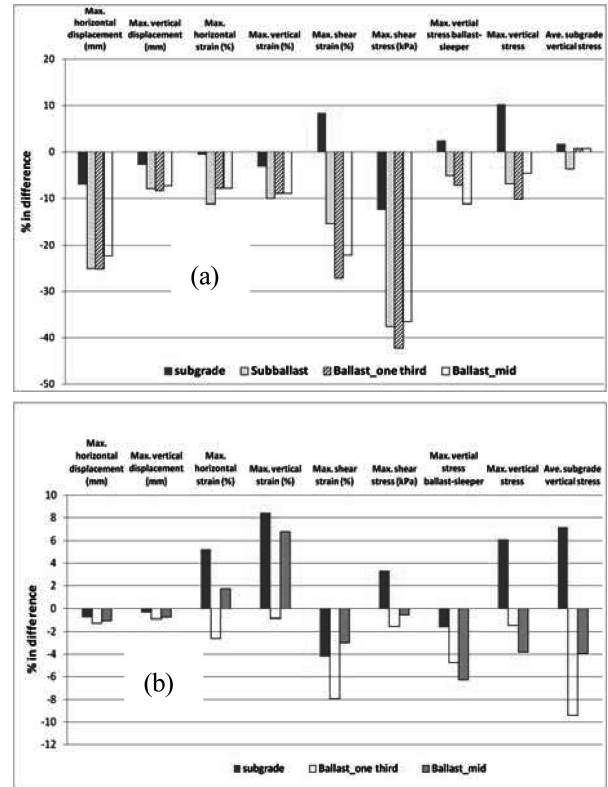 (a)
Max. horizontal displacement (mm)
Max. vertical displacement (mm)
Max. horizontal strain (%)
Max. vertical strain (%)
Max. shear strain (%)
Max. shear stress (kPa)
Max. vertial stress ballast-sleeper
Max. vertical stress
Ave. subgrade vertical stress
% in difference
20
10
0
-10
-20
-30
-40
-50
subgrade Subballast Ballast_one third Ballast_mid
(b)
Max. horizontal displacement (mm)
Max. vertical displacement (mm)
Max. horizontal strain (%)
Max. vertical strain (%)
Max. shear strain (%)
Max. shear stress (kPa)
Max. vertial stress ballast-sleeper
Max. vertical stress
Ave. subgrade vertical stress
% in difference
10
8
6
4
2
0
-2
-4
-6
-8
-10
-12
subgrade Ballast_one third Ballast_mid